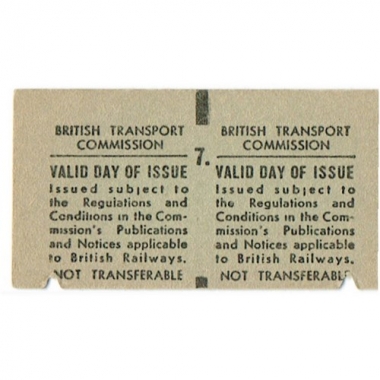 BRITISH TRANSPORT
COMMISSION
VALID DAY OF ISSUE
Issued subject to
the Regulations and
Conditions in the Com-
mission's Publications
and Notices applicable
to British Railways.
NOT TRANSFERABLE
7.
BRITISH TRANSPORT
COMMISSION
VALID DAY OF ISSUE
Issued subject to
the Regulations and
Conditions in the Com-
mission's Publications
and Notices applicable
to British Railways.
NOT TRANSFERABLE